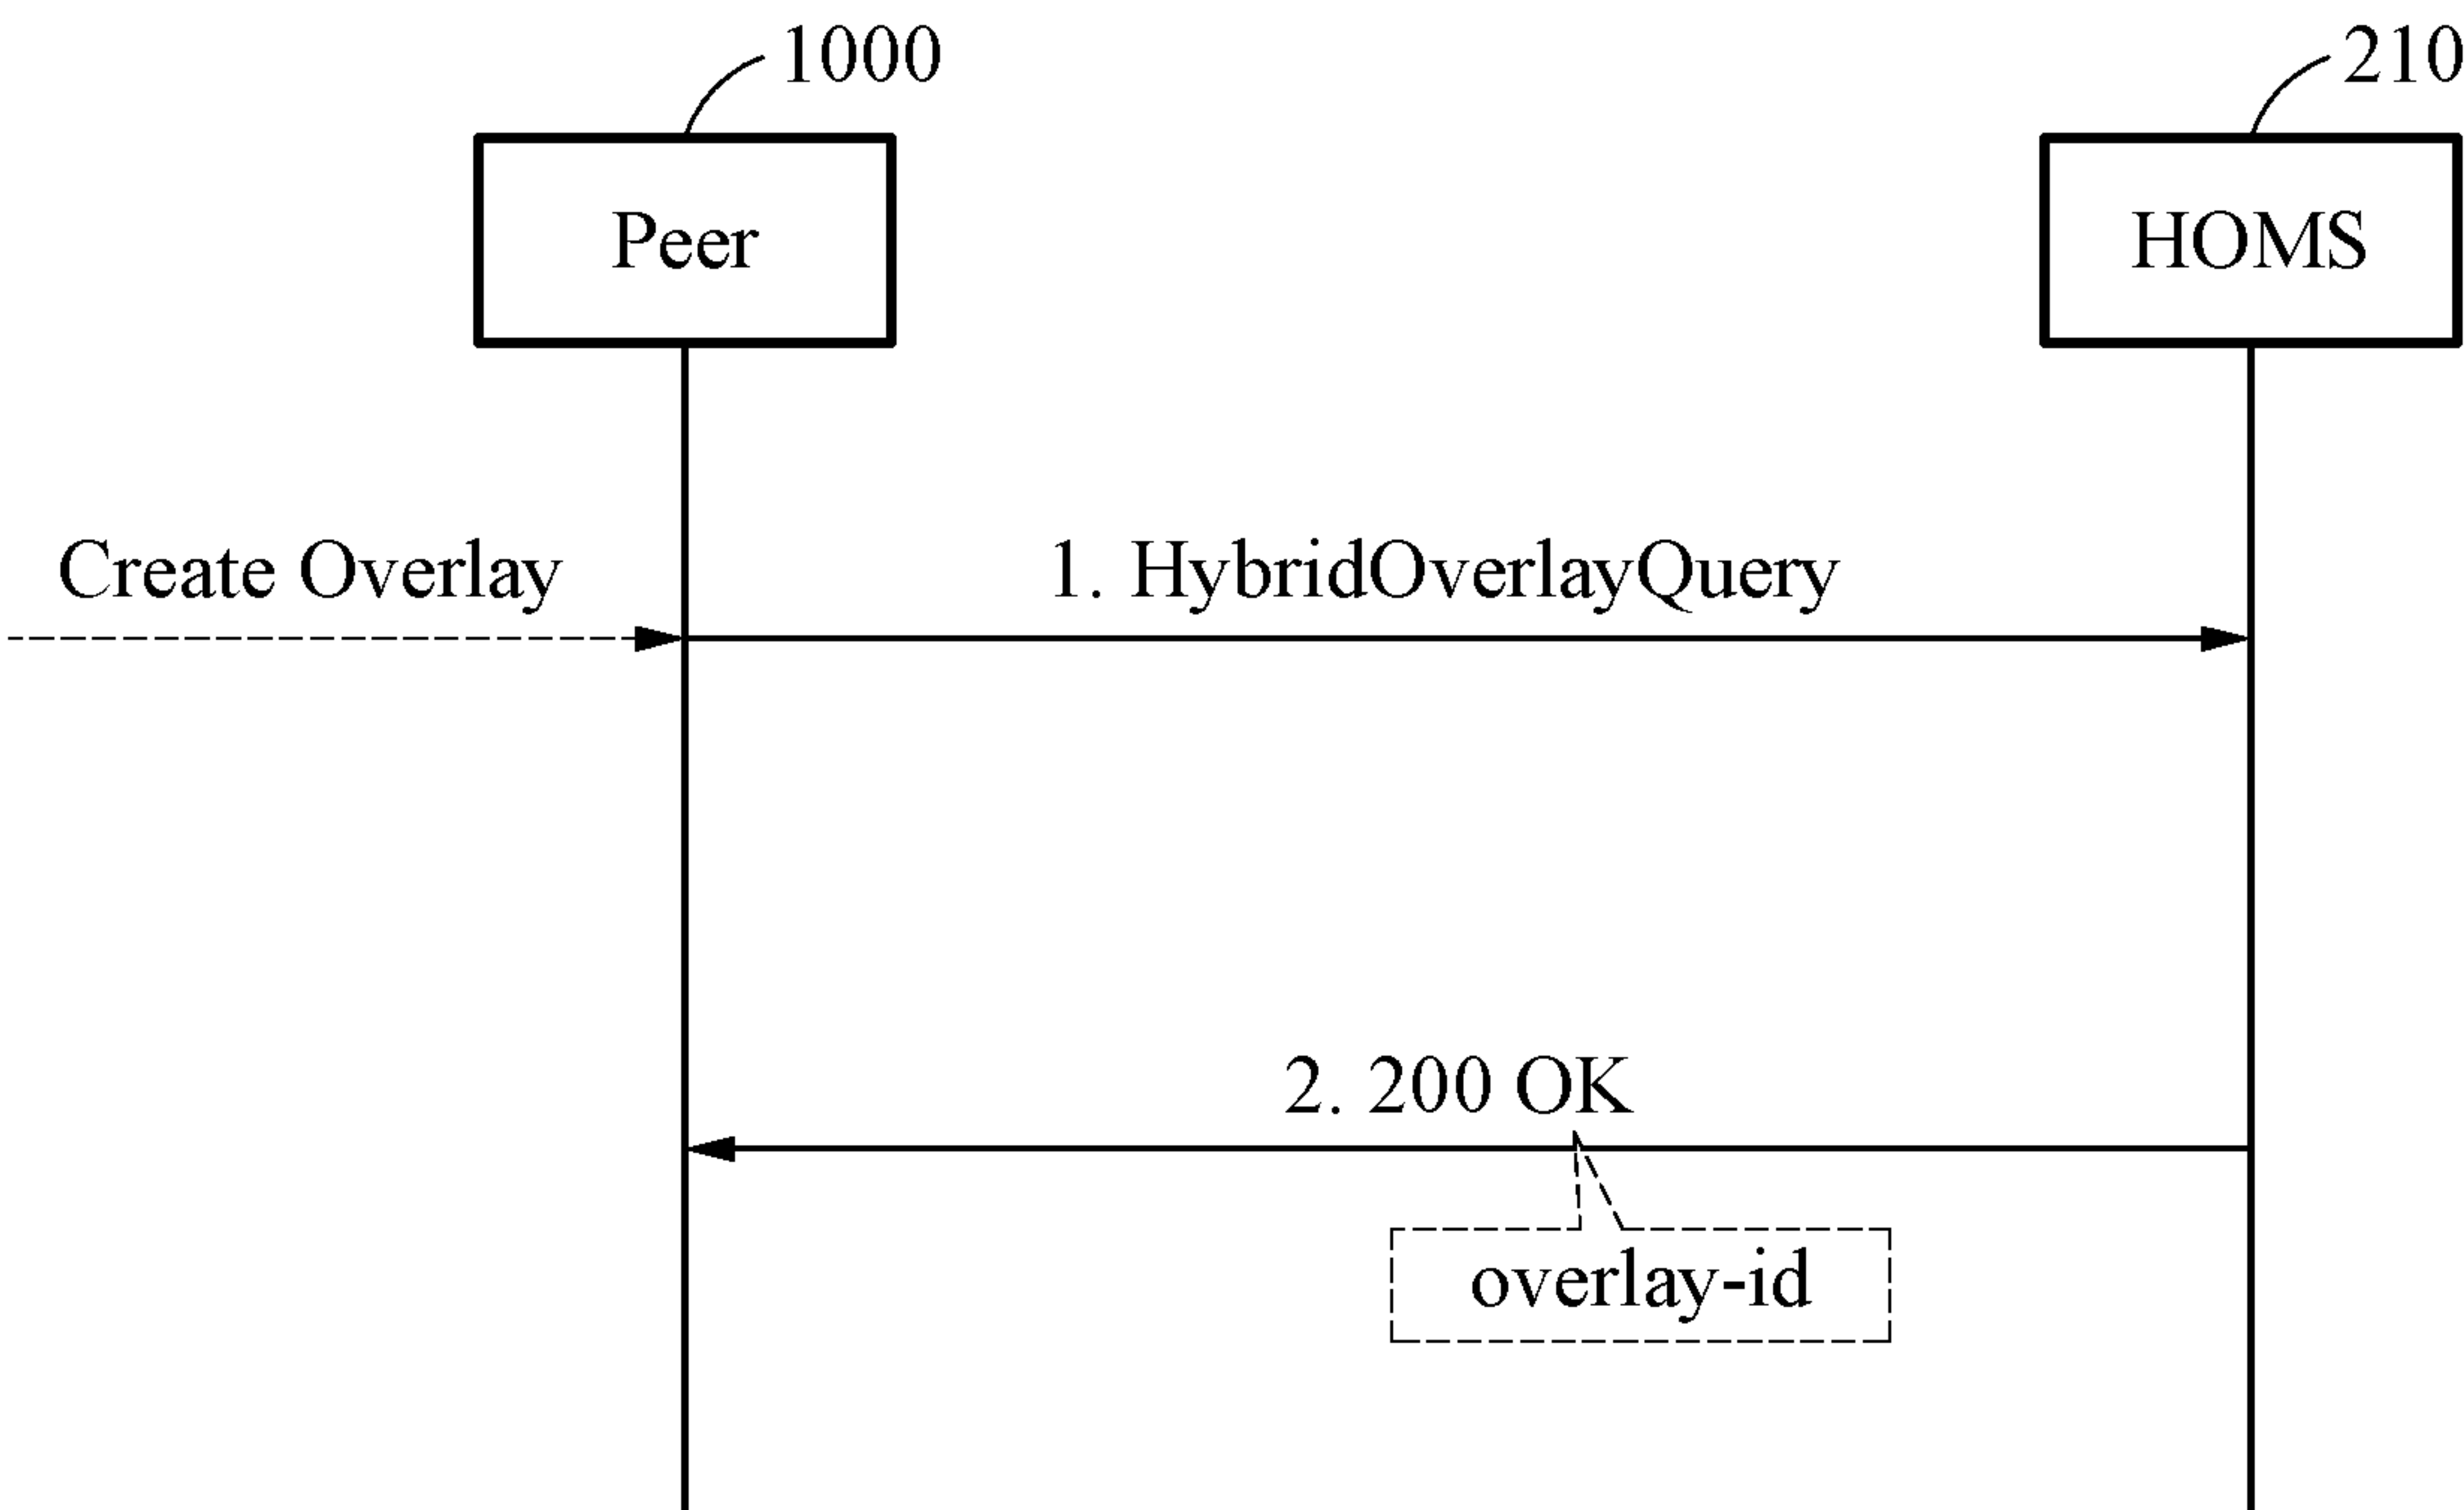 1000
210
Peer
HOMS
Create Overlay
1. HybridOverlayQuery
2. 200 OK
overlay-id